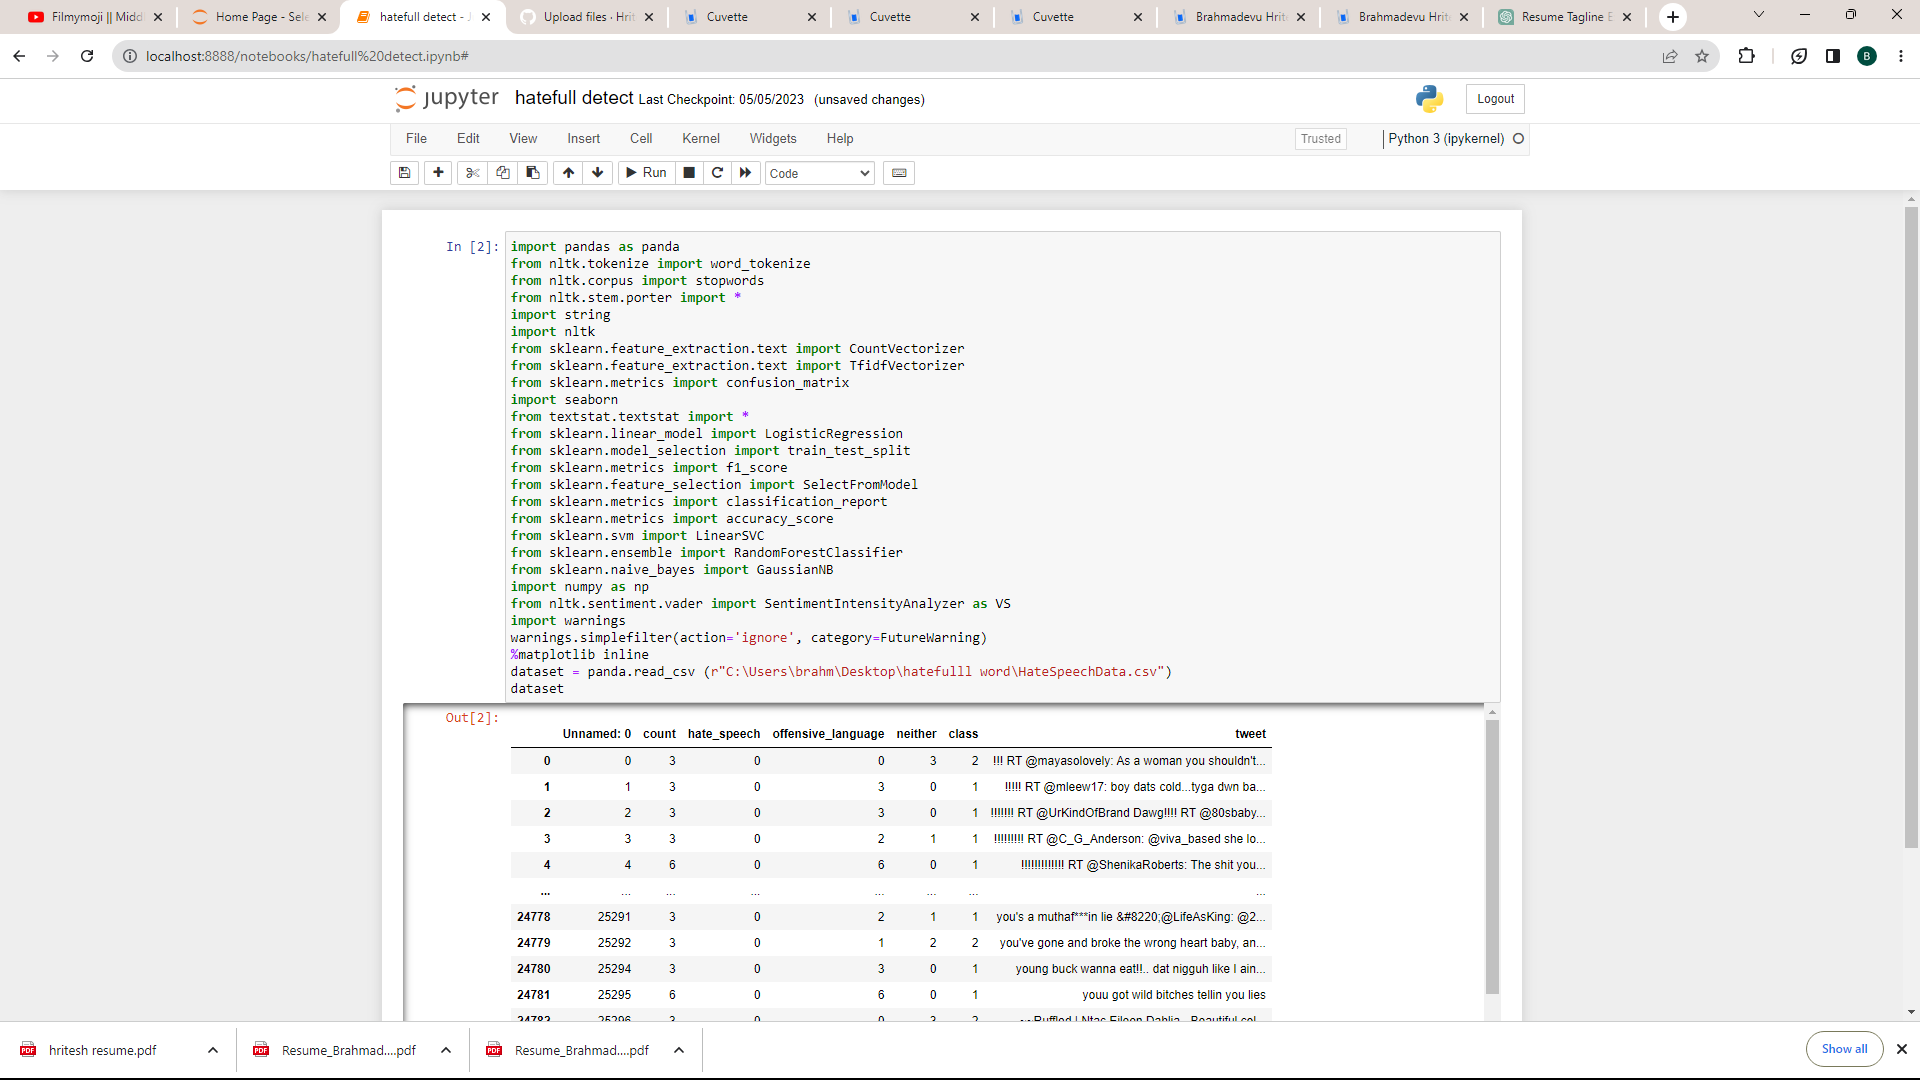 Filmymoji || Middl
Home Page - Sele
hatefull detect - J
Upload files · Hrit
Cuvette
Cuvette
Cuvette
Brahmadevu Hrit
Brahmadevu Hrit
Resume Tagline E
localhost:8888/notebooks/hatefull%20detect.ipynb#
B
jupyter hatefull detect Last Checkpoint: 05/05/2023 (unsaved changes)
Logout
File Edit View Insert Cell Kernel Widgets Help
Trusted
Python 3 (ipykernel)
Run
Code
In [2]:
import pandas as panda
from nltk.tokenize import word_tokenize
from nltk.corpus import stopwords
from nltk.stem.porter import *
import string
import nltk
from sklearn.feature_extraction.text import CountVectorizer
from sklearn.feature_extraction.text import TfidfVectorizer
from sklearn.metrics import confusion_matrix
import seaborn
from textstat.textstat import *
from sklearn.linear_model import LogisticRegression
from sklearn.model_selection import train_test_split
from sklearn.metrics import f1_score
from sklearn.feature_selection import SelectFromModel
from sklearn.metrics import classification_report
from sklearn.metrics import accuracy_score
from sklearn.svm import LinearSVC
from sklearn.ensemble import RandomForestClassifier
from sklearn.naive_bayes import GaussianNB
import numpy as np
from nltk.sentiment.vader import SentimentIntensityAnalyzer as VS
import warnings
warnings.simplefilter(action='ignore', category=FutureWarning)
%matplotlib inline
dataset = panda.read_csv (r"C:\Users\brahm\Desktop\hatefulll word\HateSpeechData.csv")
dataset
Out[2]:
Unnamed: 0 count hate_speech offensive_language neither class tweet
0 0 3 0 0 3 2 !!! RT @mayasolovely: As a woman you shouldn't...
1 1 3 0 3 0 1 !!!!! RT @mleew17: boy dats cold...tyga dwn ba...
2 2 3 0 3 0 1 !!!!!!! RT @UrKindOfBrand Dawg!!!! RT @80sbaby...
3 3 3 0 2 1 1 !!!!!!!!! RT @C_G_Anderson: @viva_based she lo...
4 4 6 0 6 0 1 !!!!!!!!!!!!! RT @ShenikaRoberts: The shit you...
... ... ... ... ... ... ... ...
24778 25291 3 0 2 1 1 you's a muthaf***in lie &#8220;@LifeAsKing: @2...
24779 25292 3 0 1 2 2 you've gone and broke the wrong heart baby, an...
24780 25294 3 0 3 0 1 young buck wanna eat!!.. dat nigguh like I ain...
24781 25295 6 0 6 0 1 youu got wild bitches tellin you lies
24782 25296 3 0 0 3 2 ~~Ruffled | Ntac Eileen Dahlia - Beautiful col...
hritesh resume.pdf
Resume_Brahmad....pdf
Resume_Brahmad....pdf
Show all